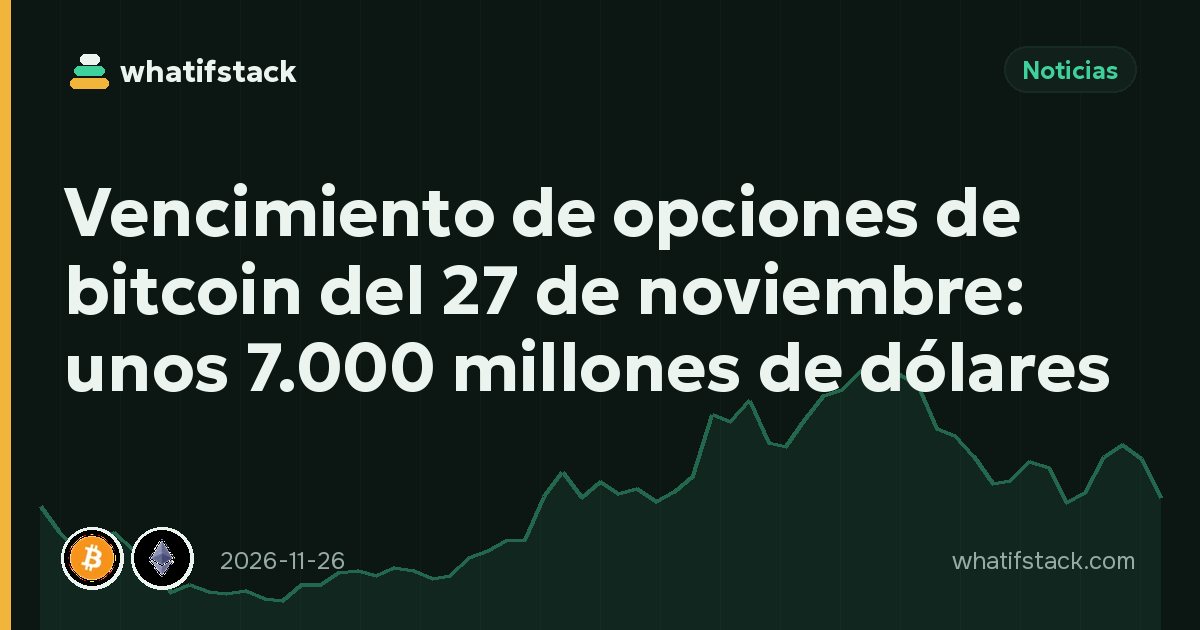 whatifstack
Noticias
Vencimiento de opciones de
bitcoin del 27 de noviembre:
unos 7.000 millones de dólares
2026-11-26
whatifstack.com